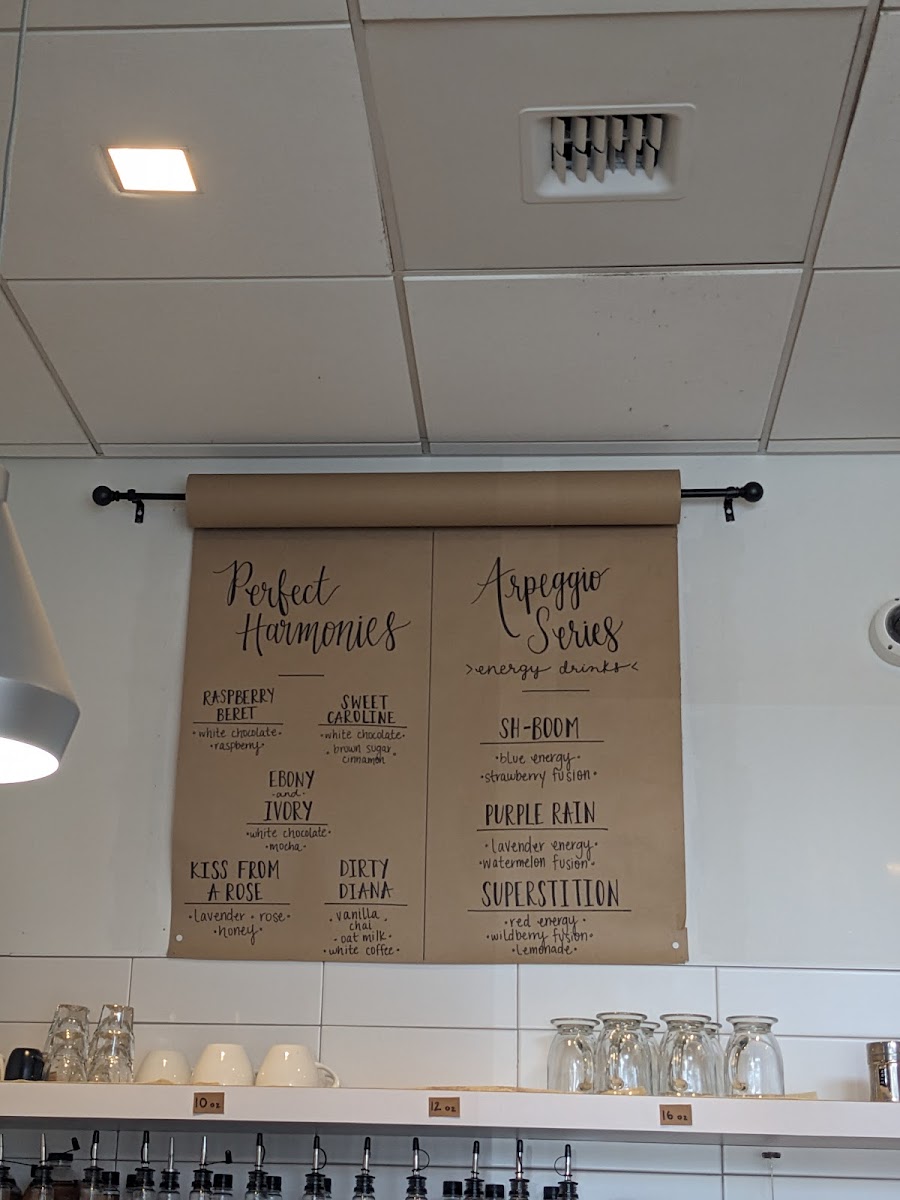 Perfect
Harmonies
RASPBERRY
BERET
• white chocolate •
• raspberry •
SWEET
CAROLINE
• white chocolate •
• brown sugar •
cinnamon
EBONY
• and •
IVORY
• white chocolate •
• mocha •
KISS FROM
A ROSE
• lavender • rose •
• honey •
DIRTY
DIANA
• vanilla •
chai
• oat milk •
• white coffee •
Arpeggio
Series
>energy drinks<
SH-BOOM
• blue energy •
• strawberry fusion •
PURPLE RAIN
• lavender energy •
• watermelon fusion •
SUPERSTITION
• red energy •
• wildberry fusion •
• Lemonade •
10 oz
12 oz
16 oz